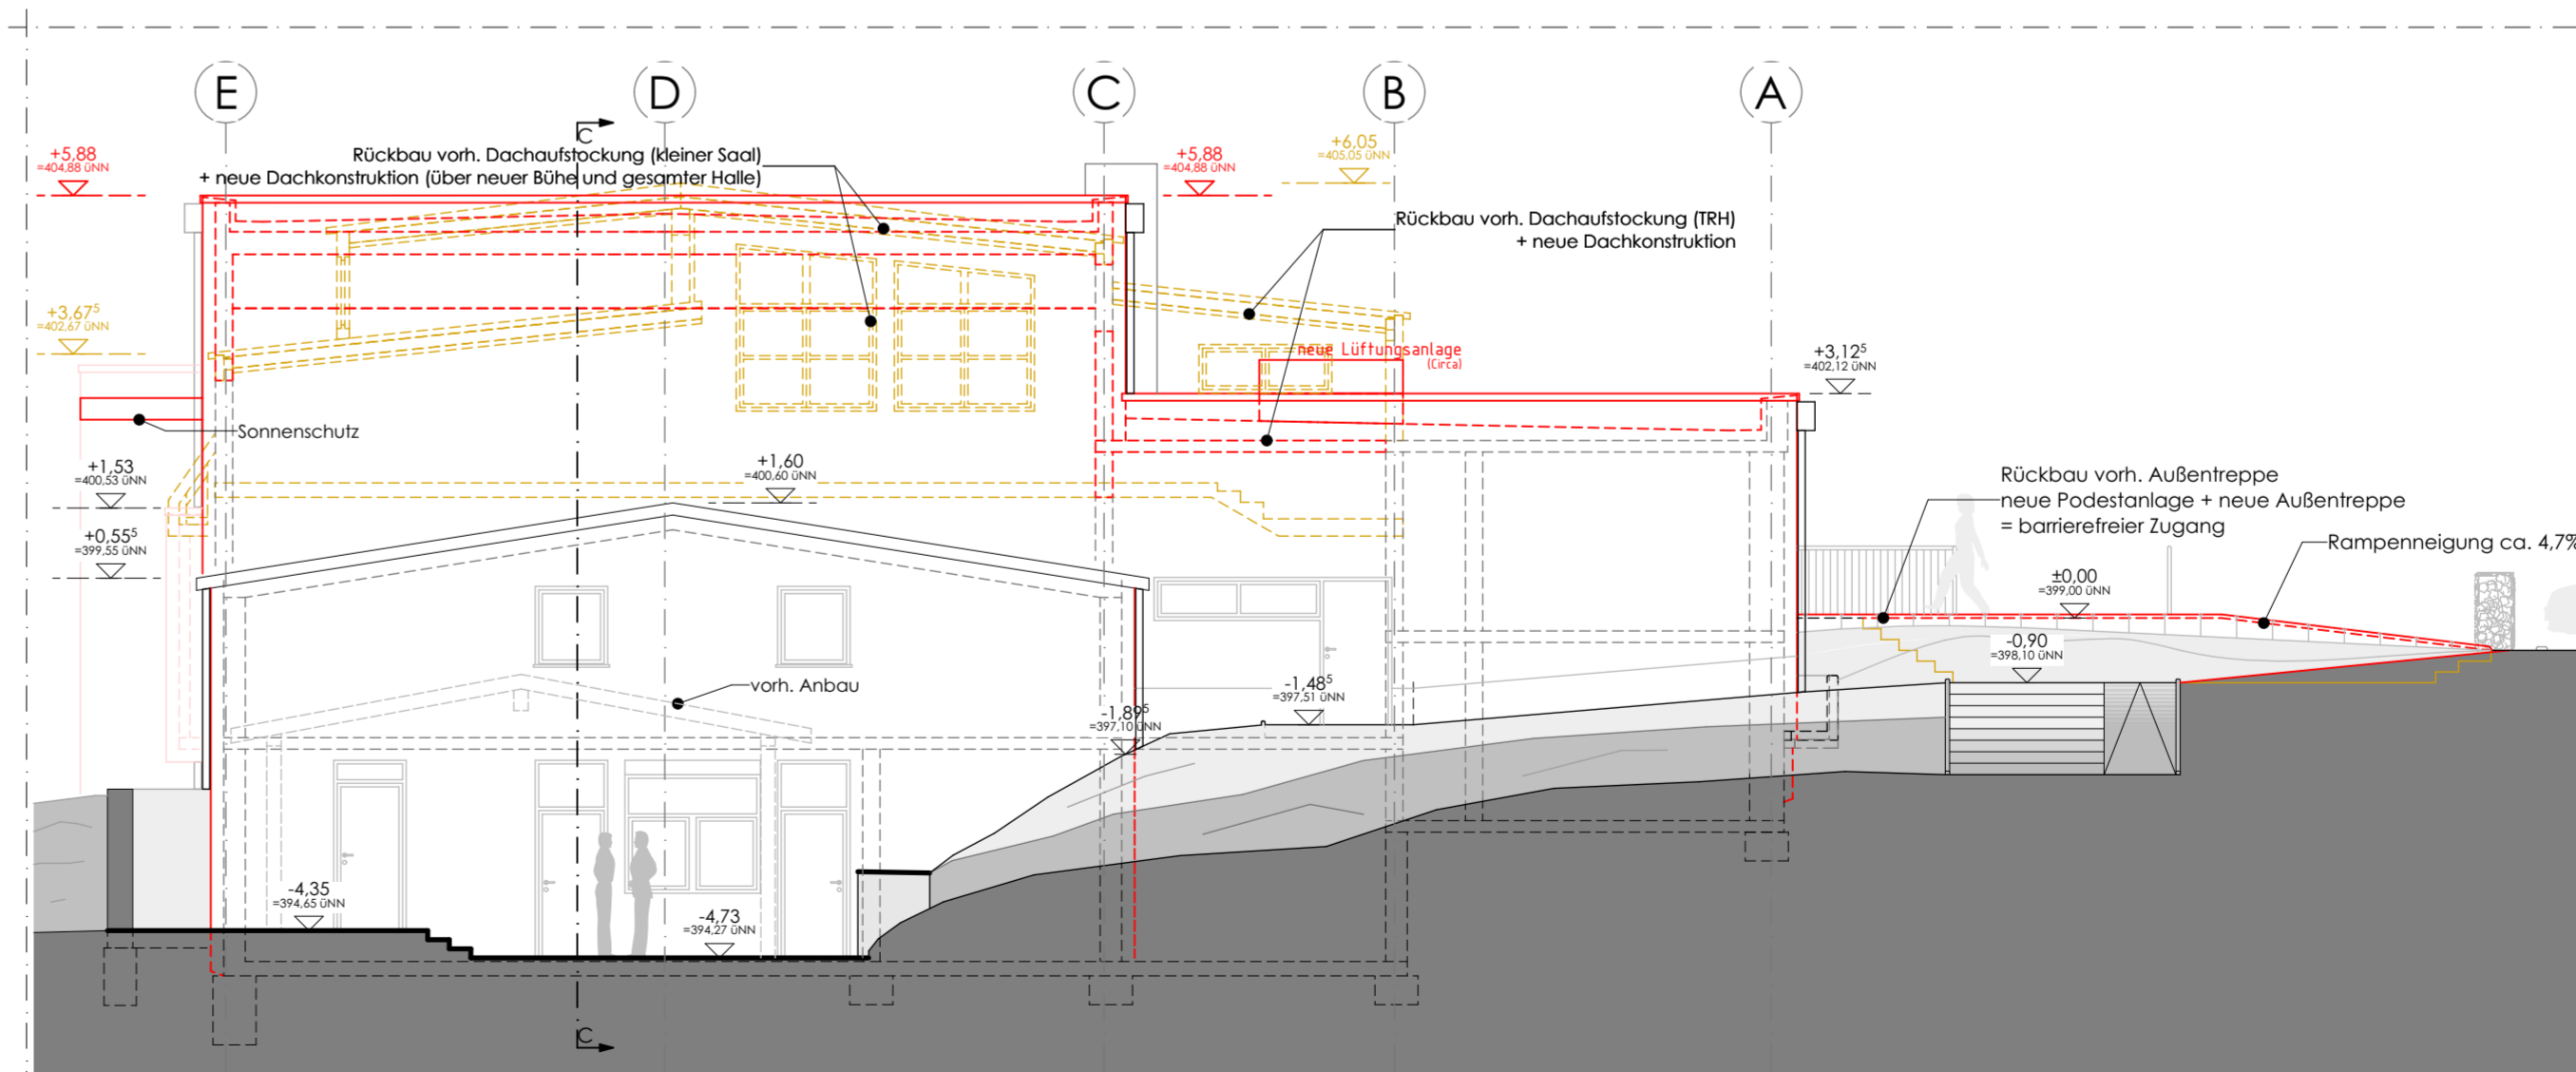 E
D
C
B
A
C
+5,88
=404,88 üNN
Rückbau vorh. Dachaufstockung (kleiner Saal)
+ neue Dachkonstruktion (über neuer Bühe und gesamter Halle)
+5,88
=404,88 üNN
+6,05
=405,05 üNN
Rückbau vorh. Dachaufstockung (TRH)
+ neue Dachkonstruktion
+3,67⁵
=402,67 üNN
neue Lüftungsanlage
(Circa)
+3,12⁵
=402,12 üNN
Sonnenschutz
+1,53
=400,53 üNN
+1,60
=400,60 üNN
+0,55⁵
=399,55 üNN
Rückbau vorh. Außentreppe
neue Podestanlage + neue Außentreppe
= barrierefreier Zugang
Rampenneigung ca. 4,7%
±0,00
=399,00 üNN
-0,90
=398,10 üNN
vorh. Anbau
-1,48⁵
=397,51 üNN
-1,89⁵
=397,10 üNN
-4,35
=394,65 üNN
-4,73
=394,27 üNN
C